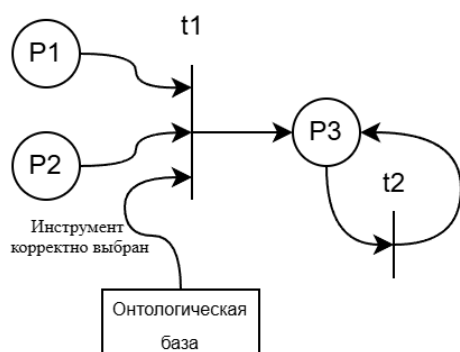 t1
P1
P2
P3
t2
Инструмент
корректно выбран
Онтологическая
база